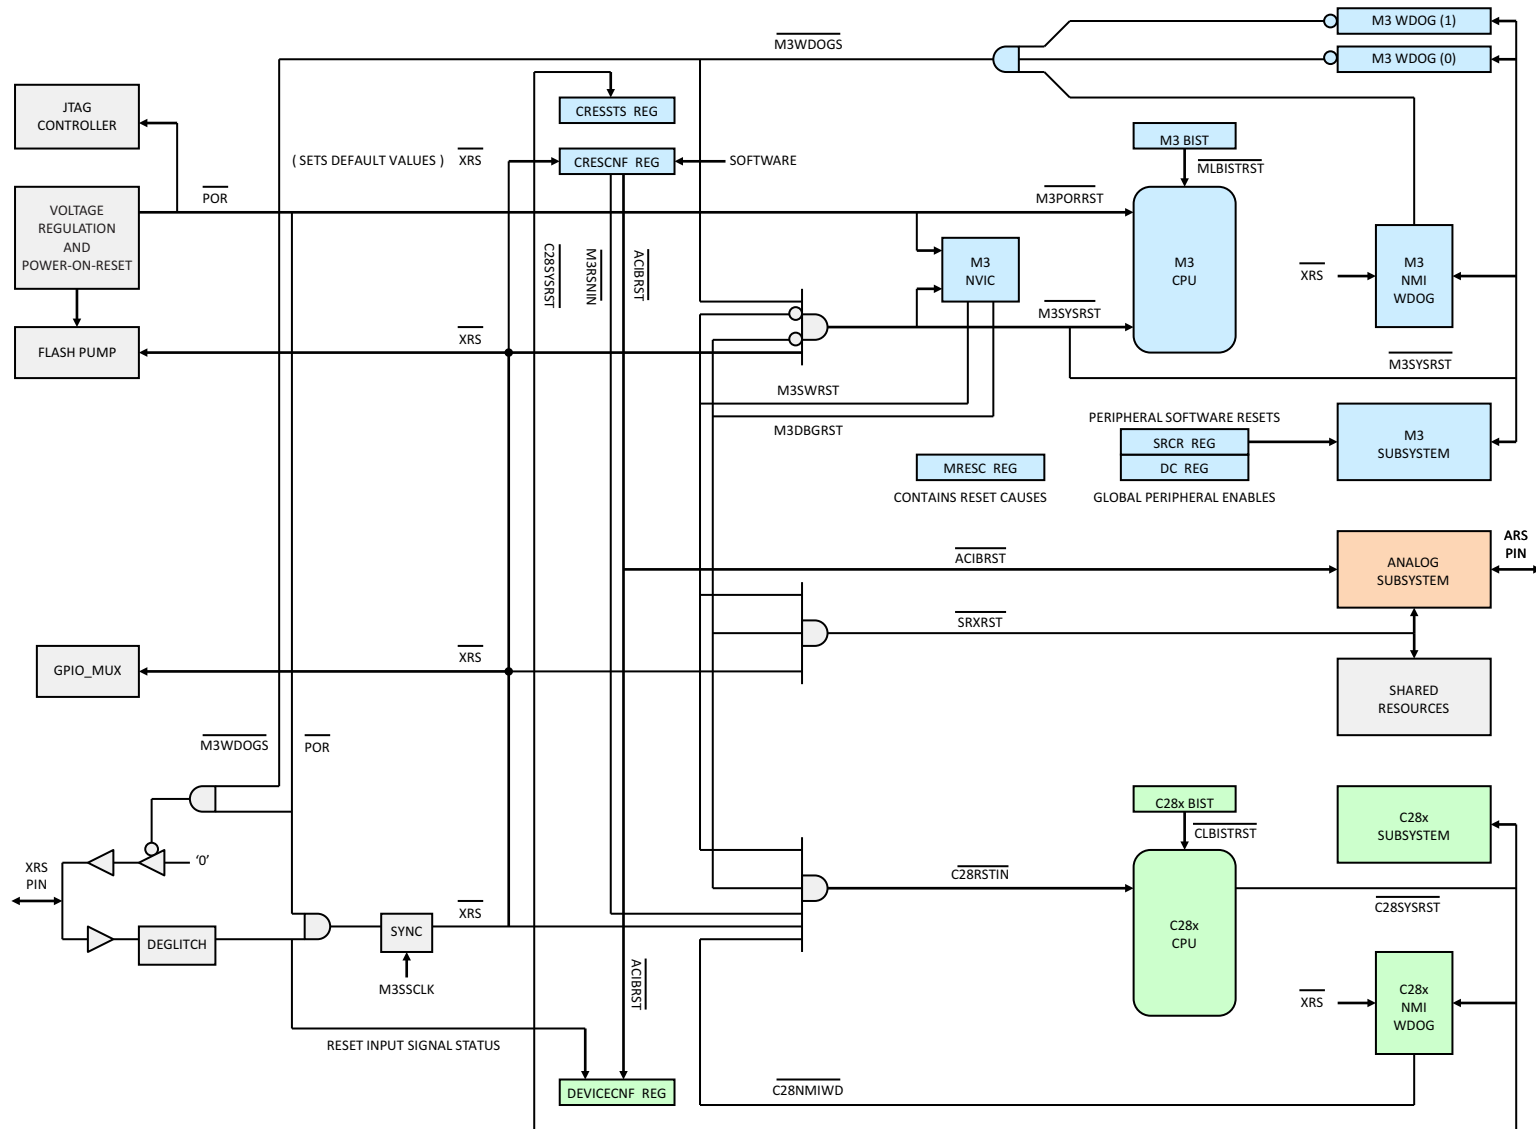 M3 WDOG (1)
M3WDOGS
M3 WDOG (0)
JTAG
CONTROLLER
CRESSTS REG
M3 BIST
( SETS DEFAULT VALUES )
XRS
CRESCNF REG
SOFTWARE
MLBISTRST
POR
M3PORRST
VOLTAGE
REGULATION
AND
POWER-ON-RESET
C28SYSRST
M3RSNIN
ACIBRST
M3
NVIC
M3
CPU
XRS
M3
NMI
WDOG
M3SYSRST
FLASH PUMP
XRS
M3SYSRST
M3SWRST
M3DBGRST
PERIPHERAL SOFTWARE RESETS
SRCR REG
DC REG
GLOBAL PERIPHERAL ENABLES
M3
SUBSYSTEM
MRESC REG
CONTAINS RESET CAUSES
ACIBRST
ANALOG
SUBSYSTEM
ARS
PIN
SRXRST
GPIO_MUX
XRS
SHARED
RESOURCES
M3WDOGS
POR
C28x BIST
CLBISTRST
C28x
SUBSYSTEM
XRS
PIN
'0'
C28RSTIN
C28SYSRST
DEGLITCH
SYNC
XRS
C28x
CPU
M3SSCLK
ACIBRST
XRS
C28x
NMI
WDOG
RESET INPUT SIGNAL STATUS
DEVICECNF REG
C28NMIWD